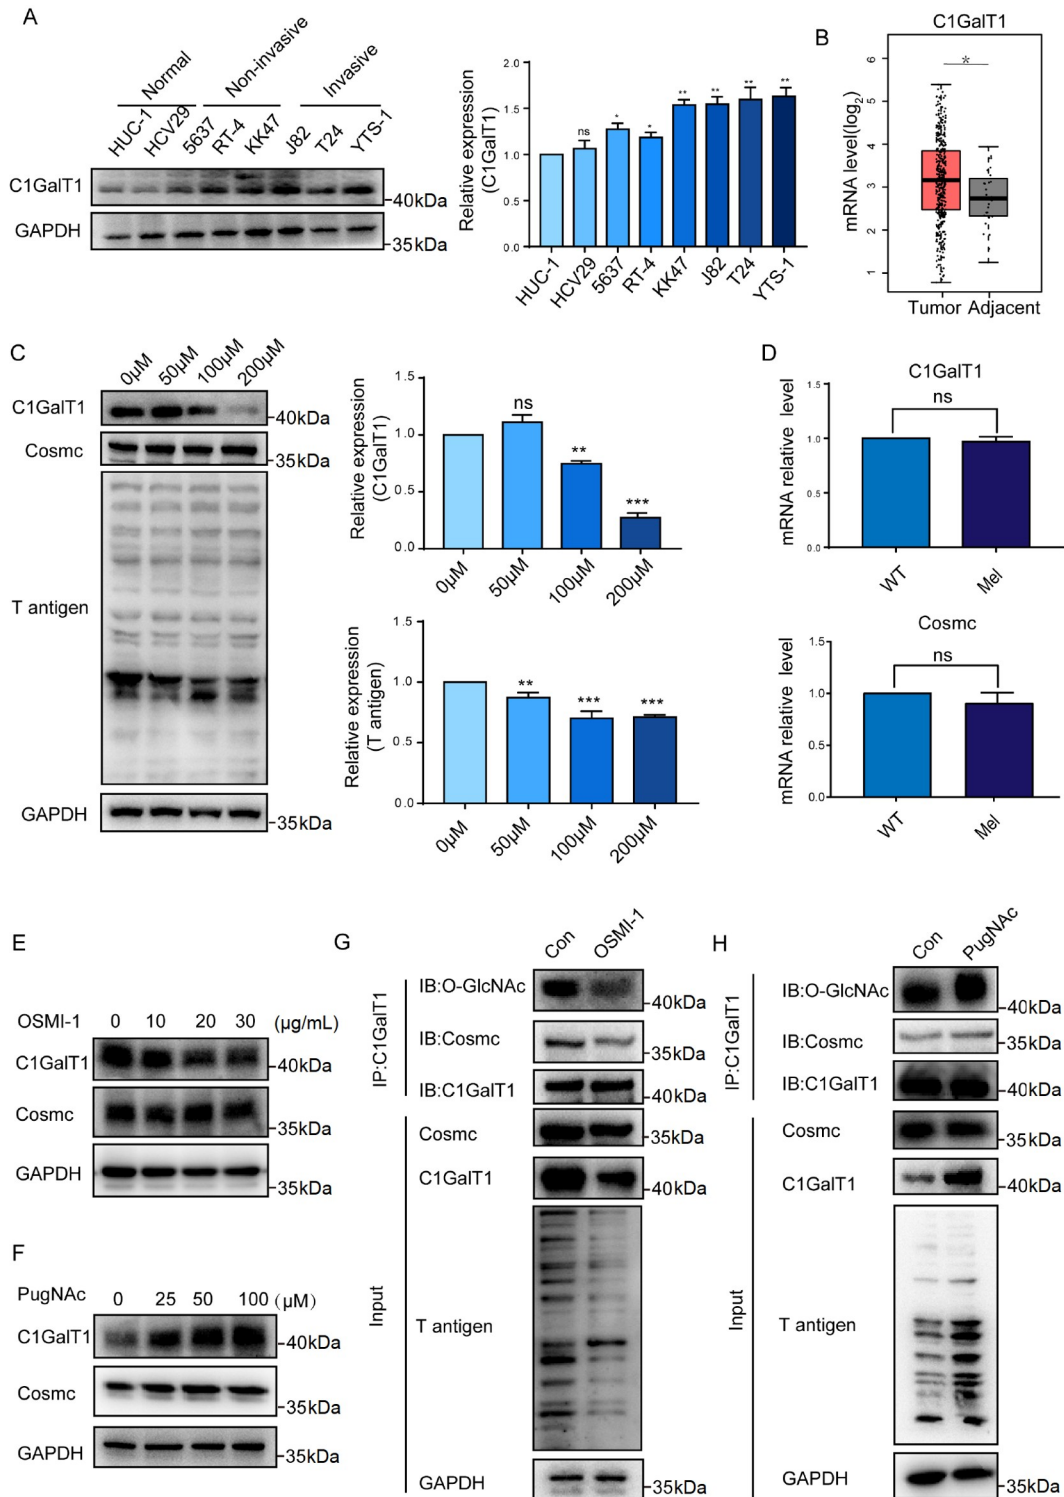 A
Normal
Non-invasive
Invasive
HUC-1
HCV29
5637
RT-4
KK47
J82
T24
YTS-1
C1GalT1
40kDa
GAPDH
35kDa
Relative expression
(C1GalT1)
2.0
1.5
1.0
0.5
0.0
ns
*
*
**
**
**
**
HUC-1
HCV29
5637
RT-4
KK47
J82
T24
YTS-1
B
C1GalT1
mRNA level(log2)
6
5
4
3
2
1
*
Tumor Adjacent
C
0μM
50μM
100μM
200μM
C1GalT1
40kDa
Cosmc
35kDa
T antigen
GAPDH
35kDa
Relative expression
(C1GalT1)
1.5
1.0
0.5
0.0
ns
**
***
0μM
50μM
100μM
200μM
Relative expression
(T antigen)
1.5
1.0
0.5
0.0
**
***
***
0μM
50μM
100μM
200μM
D
C1GalT1
mRNA relative level
1.5
1.0
0.5
0.0
ns
WT
Mel
Cosmc
mRNA relative level
1.5
1.0
0.5
0.0
ns
WT
Mel
E
OSMI-1 0 10 20 30 (μg/mL)
C1GalT1
40kDa
Cosmc
35kDa
GAPDH
35kDa
F
PugNAc 0 25 50 100 (μM)
C1GalT1
40kDa
Cosmc
35kDa
GAPDH
35kDa
G
Con
OSMI-1
IP:C1GalT1
IB:O-GlcNAc
40kDa
IB:Cosmc
35kDa
IB:C1GalT1
40kDa
Input
Cosmc
35kDa
C1GalT1
40kDa
T antigen
GAPDH
35kDa
H
Con
PugNAc
IP:C1GalT1
IB:O-GlcNAc
40kDa
IB:Cosmc
35kDa
IB:C1GalT1
40kDa
Input
Cosmc
35kDa
C1GalT1
40kDa
T antigen
GAPDH
35kDa